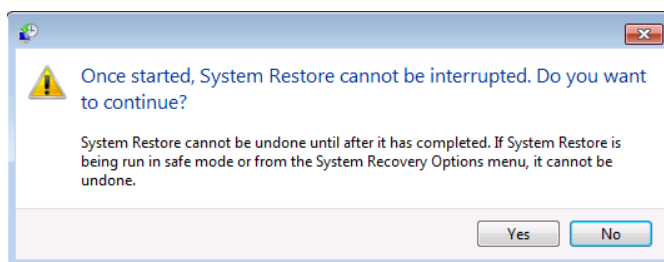 Once started, System Restore cannot be interrupted. Do you want
to continue?
System Restore cannot be undone until after it has completed. If System Restore is
being run in safe mode or from the System Recovery Options menu, it cannot be
undone.
Yes No